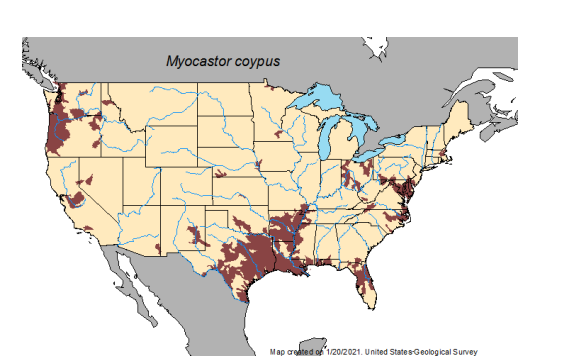 Myocastor coypus
Map created on 1/20/2021. United States Geological Survey